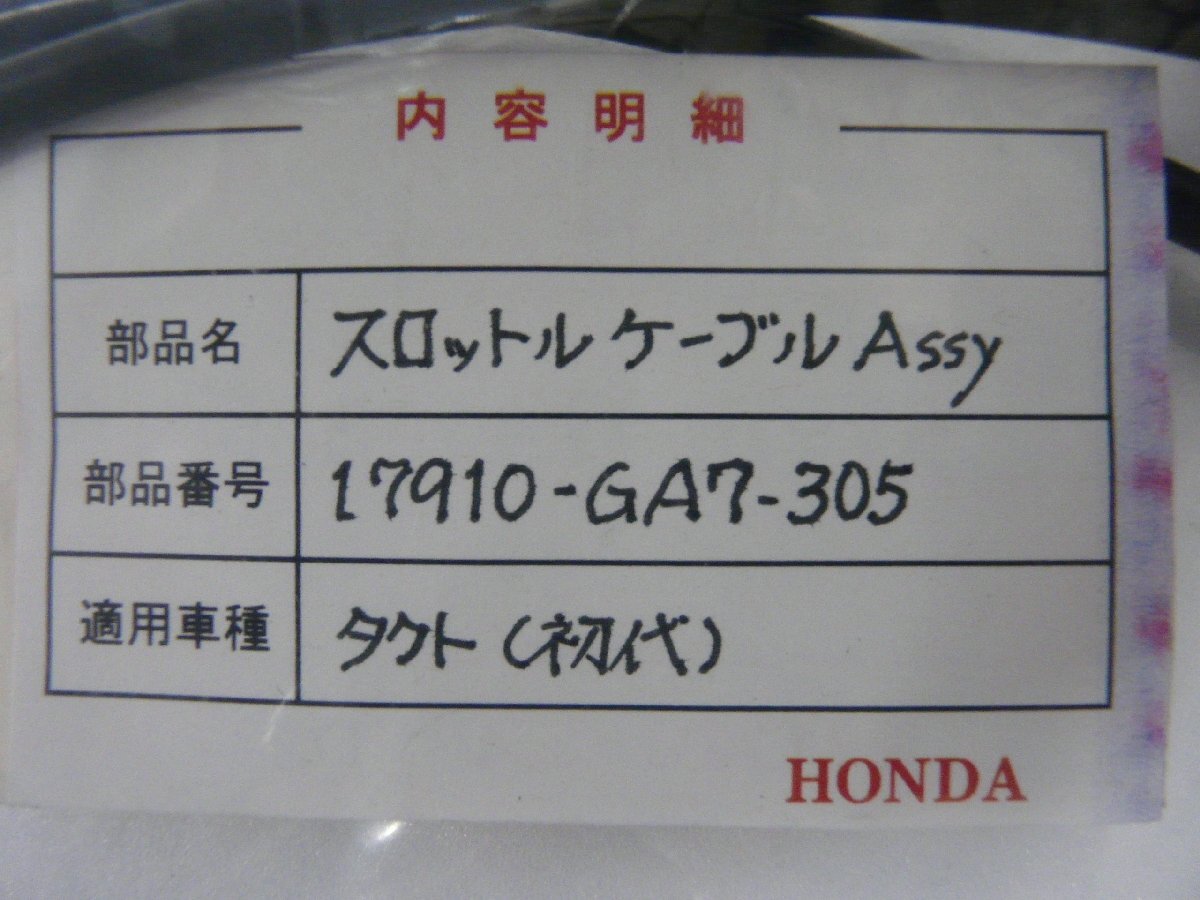 内容明細
部品名 スロットルケーブル Assy
部品番号 17910-GA7-305
適用車種 タクト(初代)
HONDA